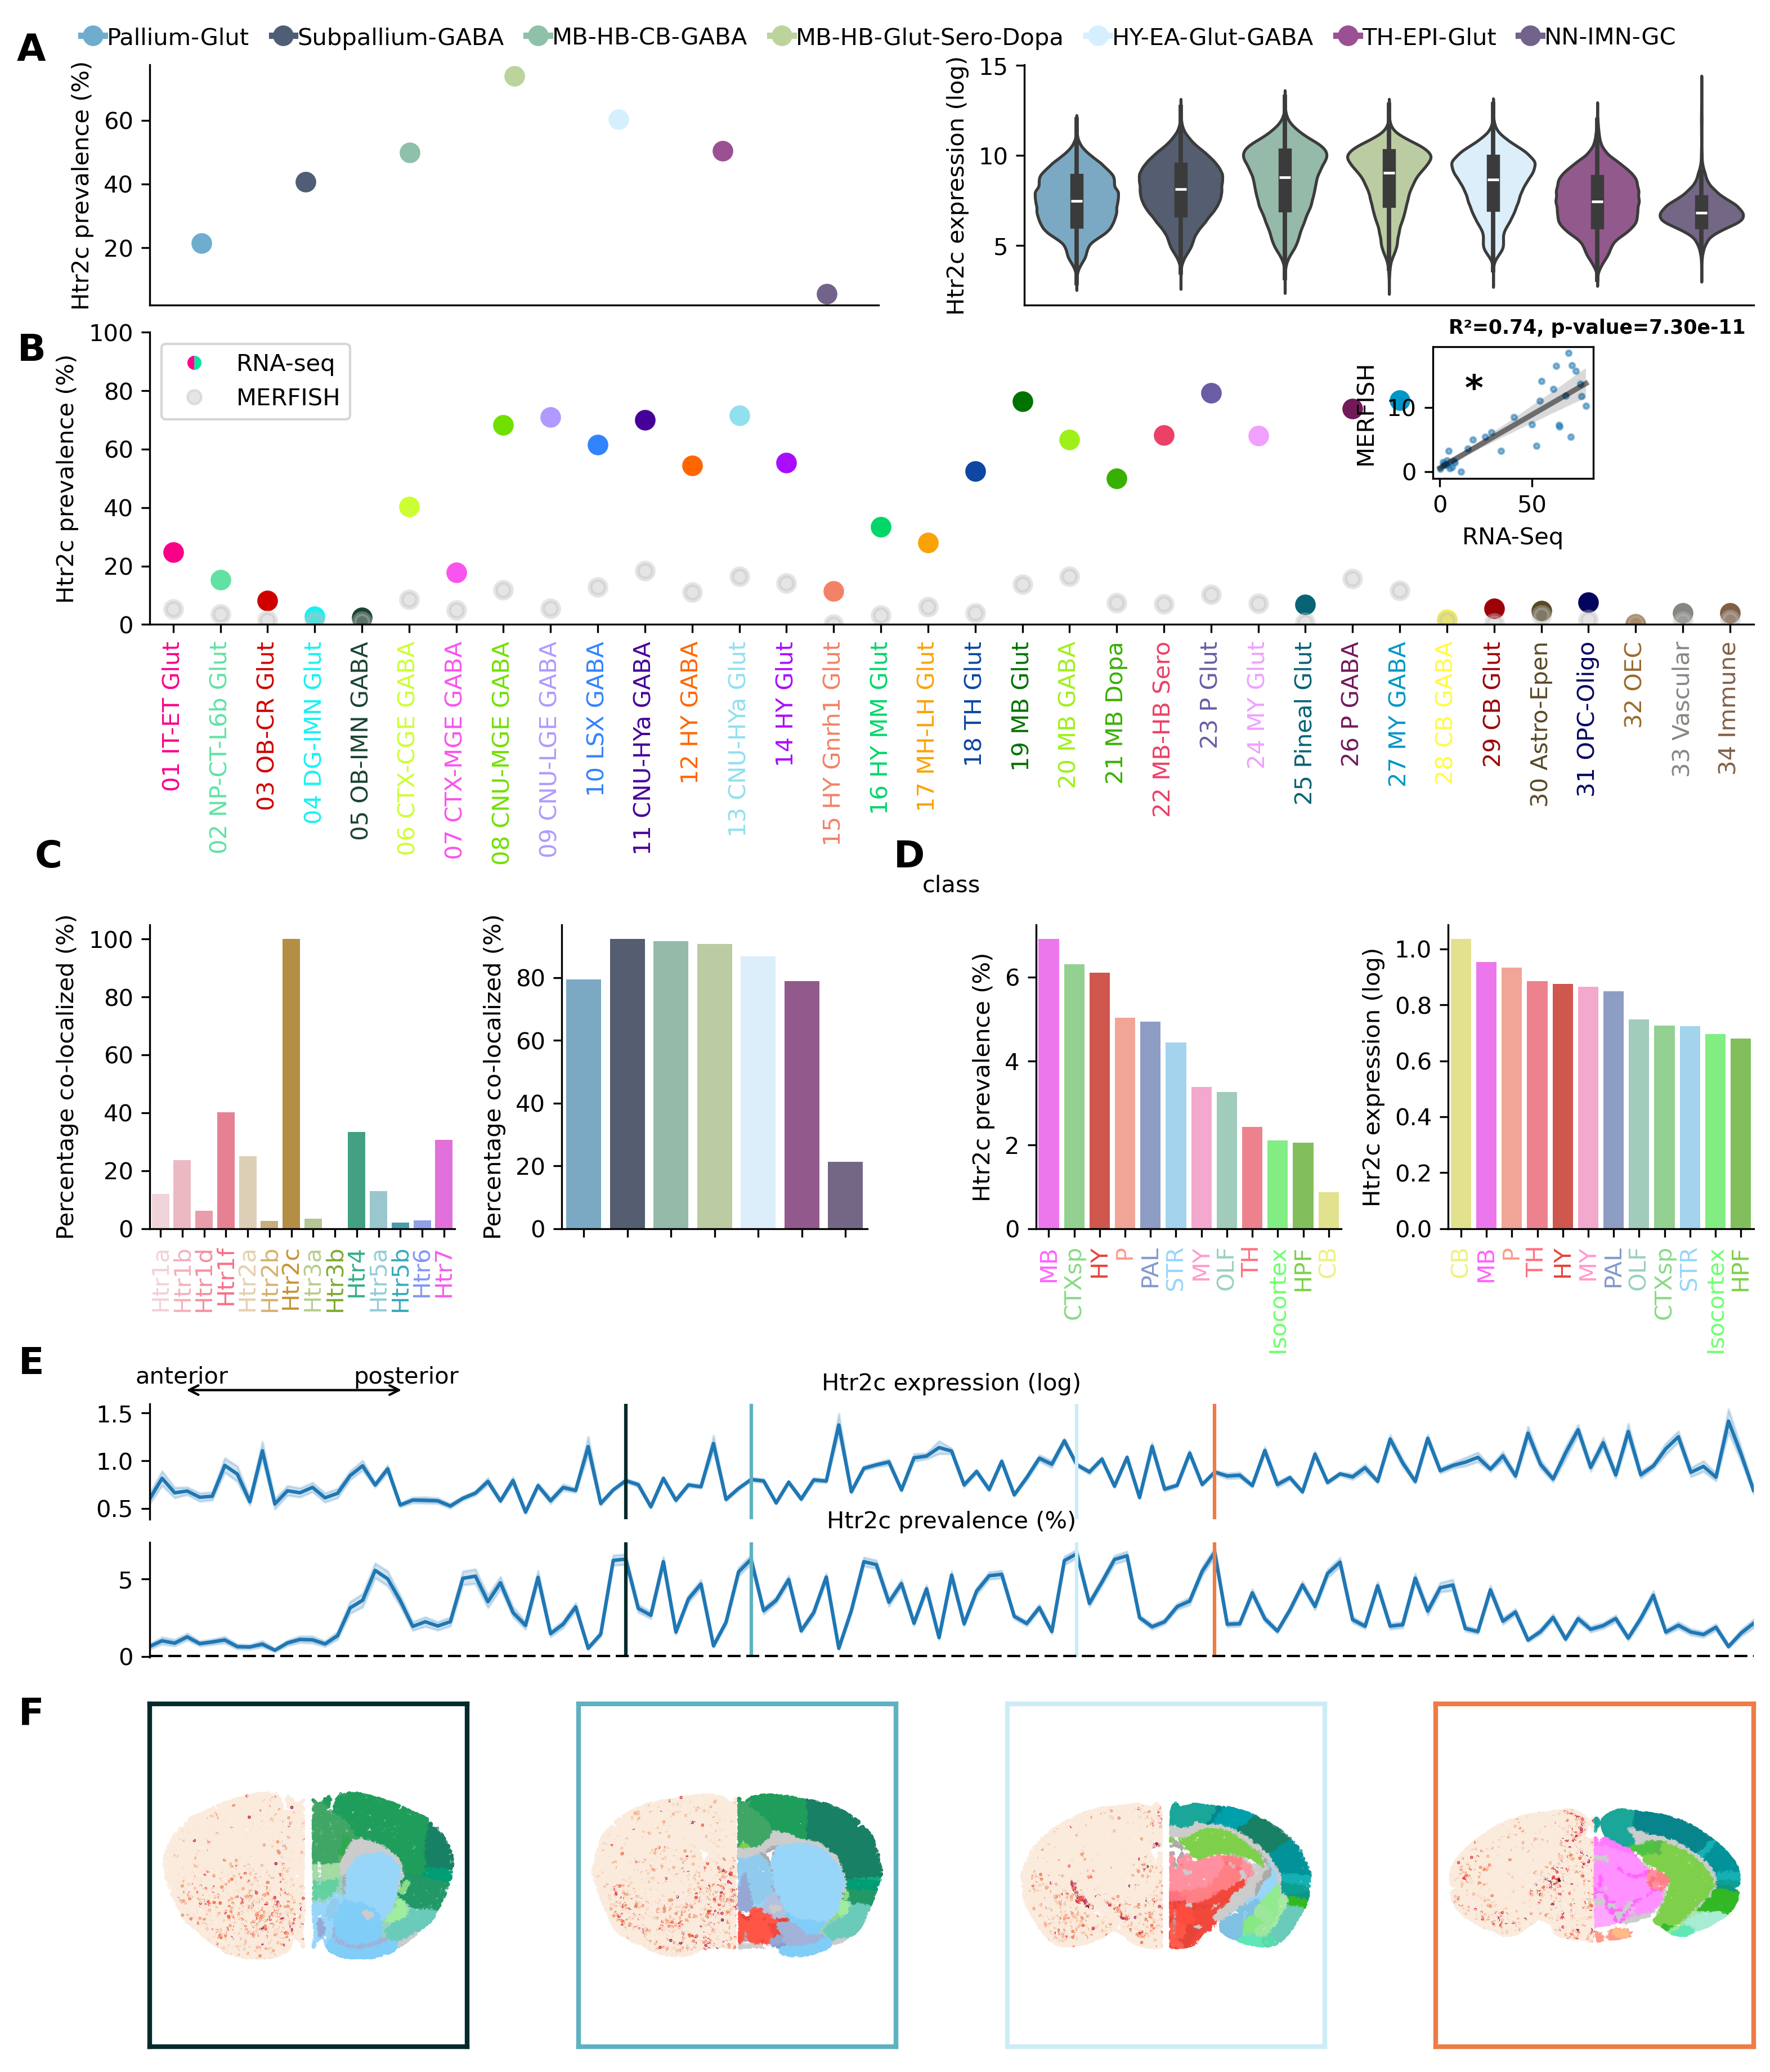 A
Pallium-Glut Subpallium-GABA MB-HB-CB-GABA MB-HB-Glut-Sero-Dopa HY-EA-Glut-GABA TH-EPI-Glut NN-IMN-GC
Htr2c prevalence (%)
60
40
20
Htr2c expression (log)
15
10
5
B
Htr2c prevalence (%)
100
80
60
40
20
0
RNA-seq
MERFISH
R²=0.74, p-value=7.30e-11
MERFISH
*
10
0
0 50
RNA-Seq
01 IT-ET Glut
02 NP-CT-L6b Glut
03 OB-CR Glut
04 DG-IMN Glut
05 OB-IMN GABA
06 CTX-CGE GABA
07 CTX-MGE GABA
08 CNU-MGE GABA
09 CNU-LGE GABA
10 LSX GABA
11 CNU-HYa GABA
12 HY GABA
13 CNU-HYa Glut
14 HY Glut
15 HY Gnrh1 Glut
16 HY MM Glut
17 MH-LH Glut
18 TH Glut
19 MB Glut
20 MB GABA
21 MB Dopa
22 MB-HB Sero
23 P Glut
24 MY Glut
25 Pineal Glut
26 P GABA
27 MY GABA
28 CB GABA
29 CB Glut
30 Astro-Epen
31 OPC-Oligo
32 OEC
33 Vascular
34 Immune
class
C
Percentage co-localized (%)
100
80
60
40
20
0
Htr1a
Htr1b
Htr1d
Htr1f
Htr2a
Htr2b
Htr2c
Htr3a
Htr3b
Htr4
Htr5a
Htr5b
Htr6
Htr7
Percentage co-localized (%)
80
60
40
20
0
D
Htr2c prevalence (%)
6
4
2
0
MB
CTXsp
HY
P
PAL
STR
MY
OLF
TH
Isocortex
HPF
CB
Htr2c expression (log)
1.0
0.8
0.6
0.4
0.2
0.0
CB
MB
P
TH
HY
MY
PAL
OLF
CTXsp
STR
Isocortex
HPF
E
anterior posterior
Htr2c expression (log)
1.5
1.0
0.5
Htr2c prevalence (%)
5
0
F